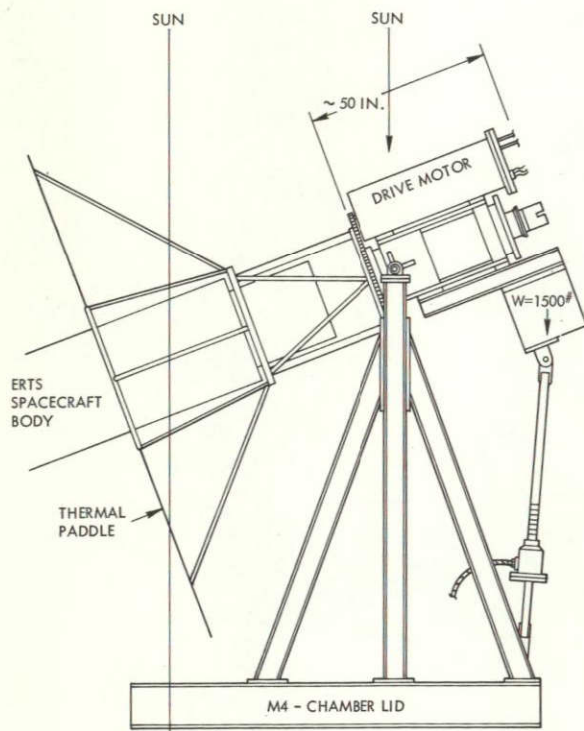 SUN
SUN
~ 50 IN.
DRIVE MOTOR
W=1500#
ERTS
SPACECRAFT
BODY
THERMAL
PADDLE
M4 - CHAMBER LID